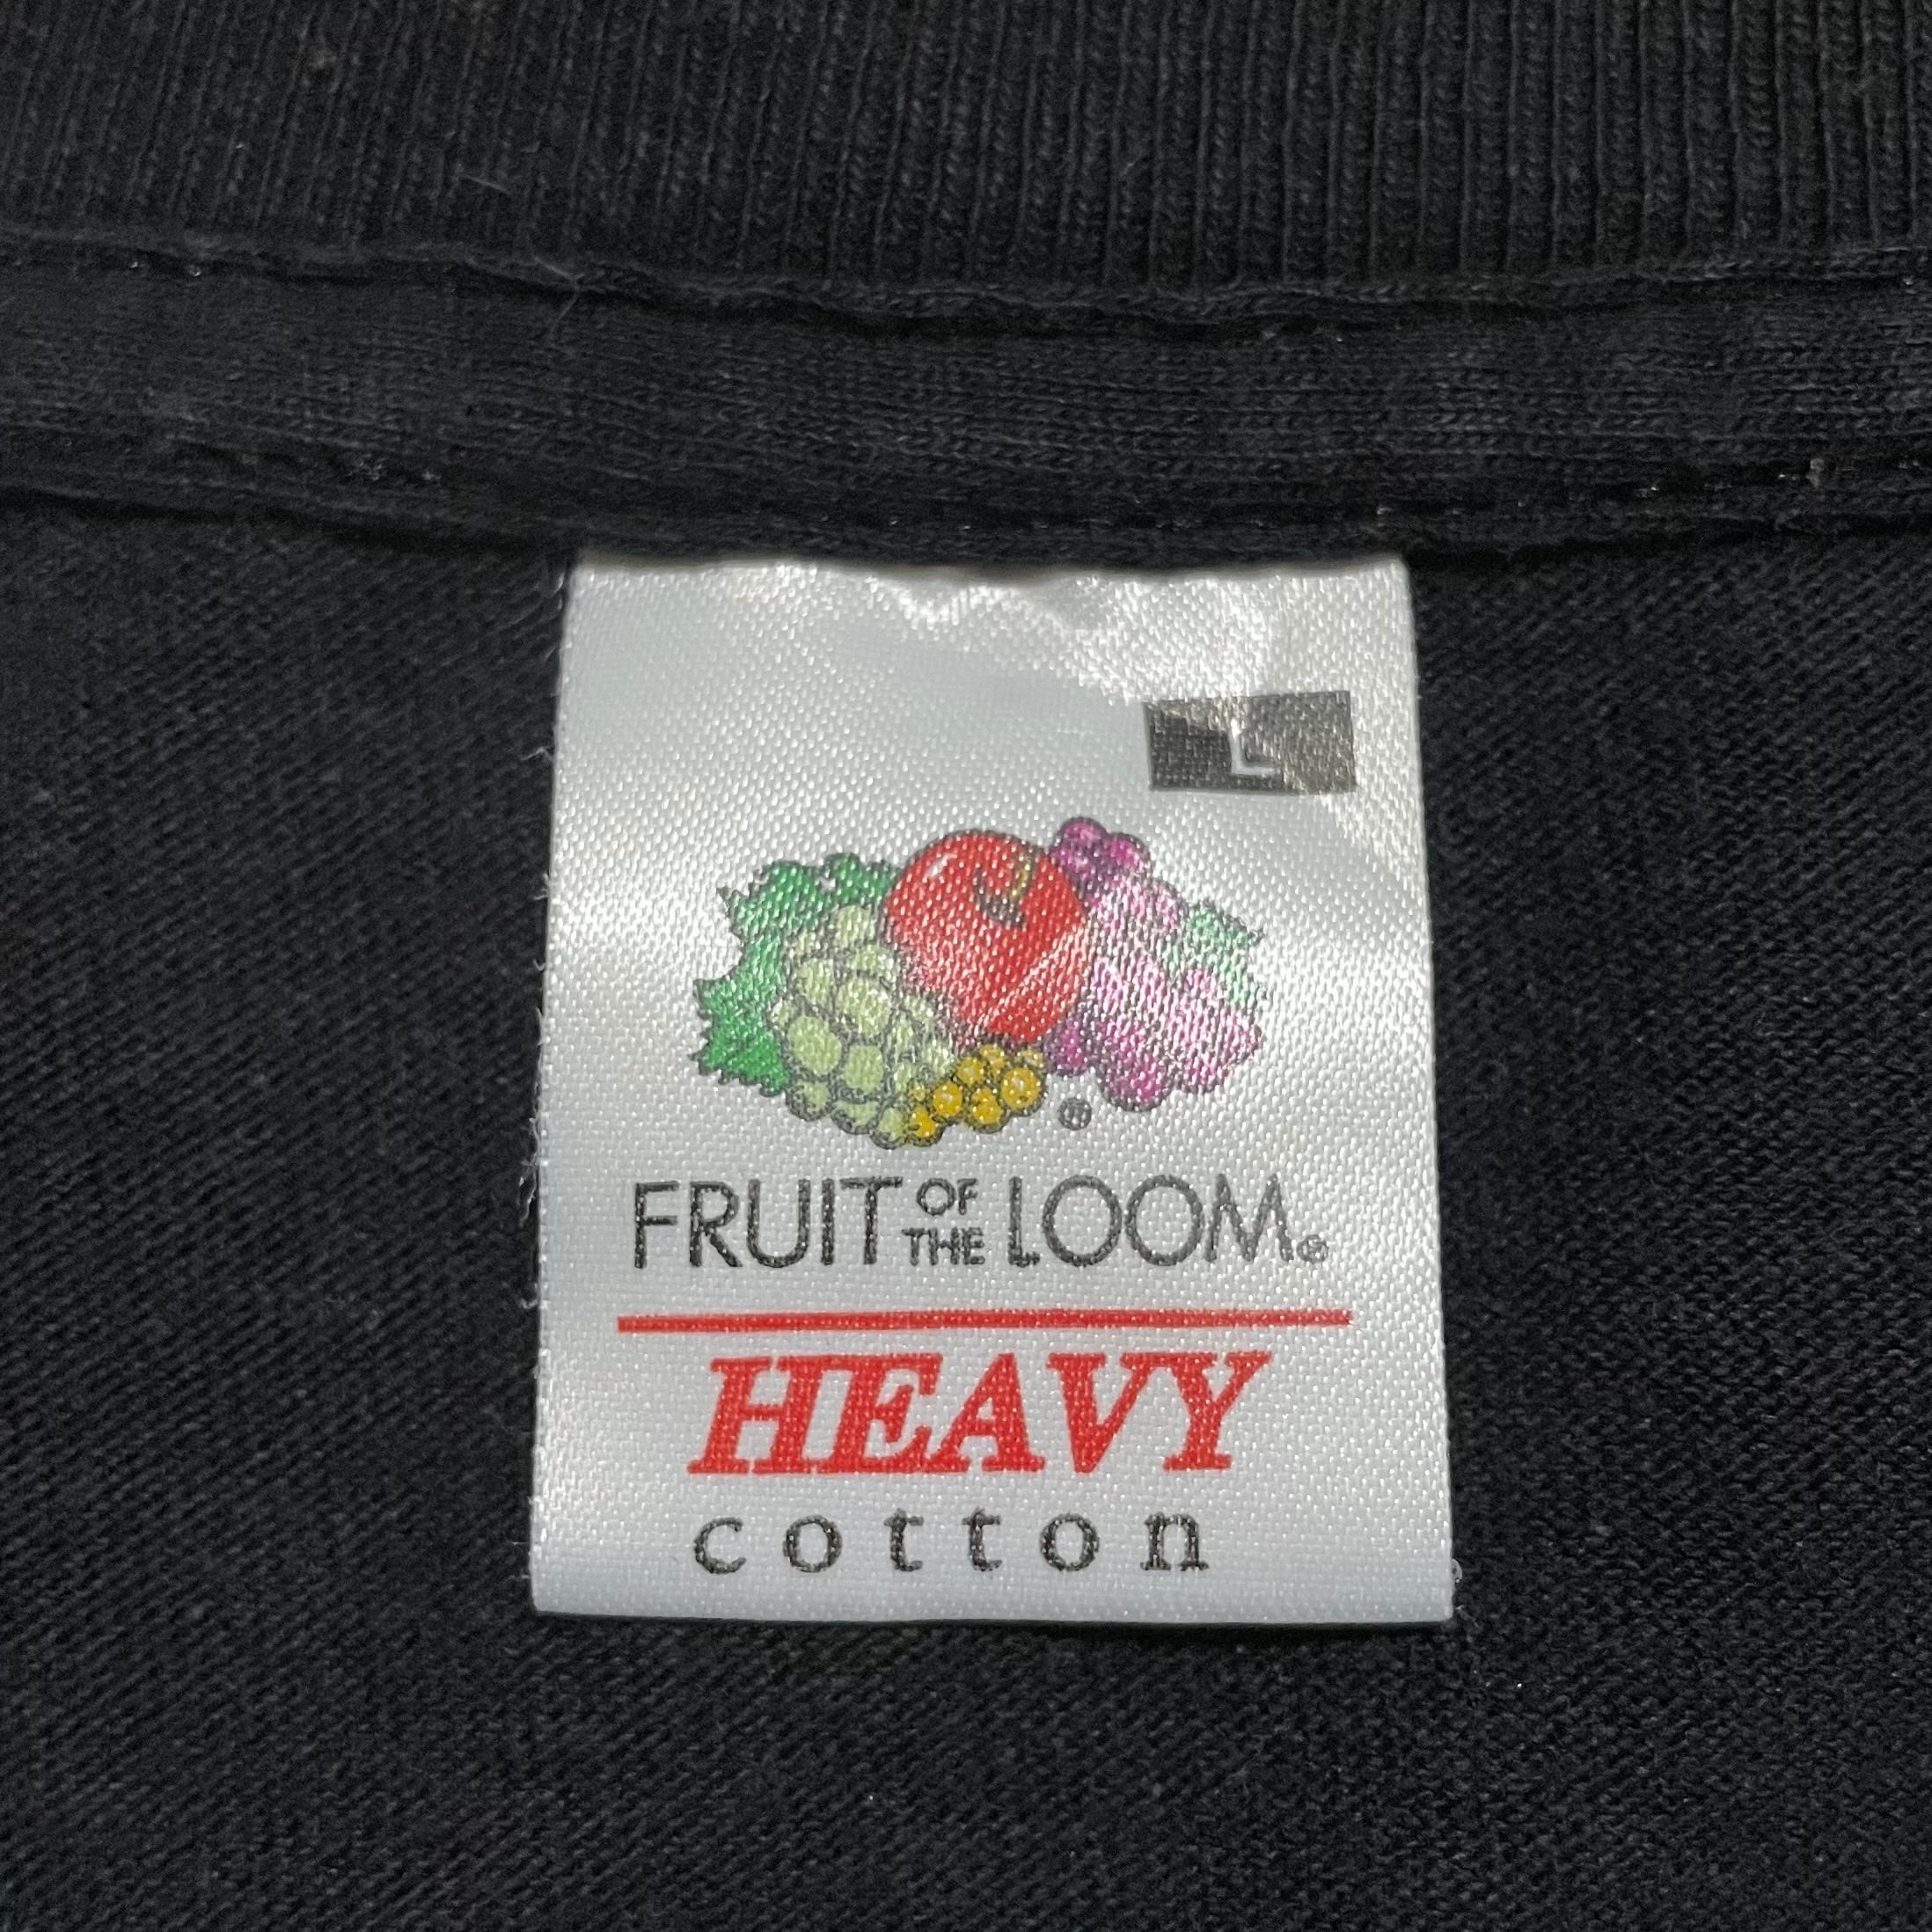 L
®
FRUIT OF THE LOOM®
HEAVY
cotton